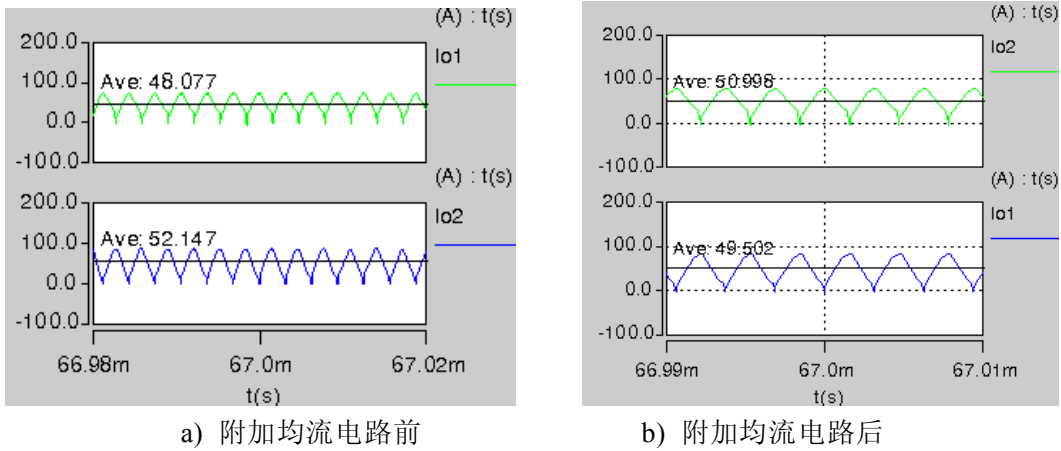 (A) : t(s)
200.0
Io1
100.0
Ave: 48.077
0.0
-100.0
(A) : t(s)
200.0
Io2
100.0
Ave: 52.147
0.0
-100.0
66.98m
67.0m
67.02m
t(s)
(A) : t(s)
200.0
Io2
100.0
Ave: 50.998
0.0
-100.0
(A) : t(s)
200.0
Io1
100.0
Ave: 49.502
0.0
-100.0
66.99m
67.0m
67.01m
t(s)
a) 附加均流电路前
b) 附加均流电路后